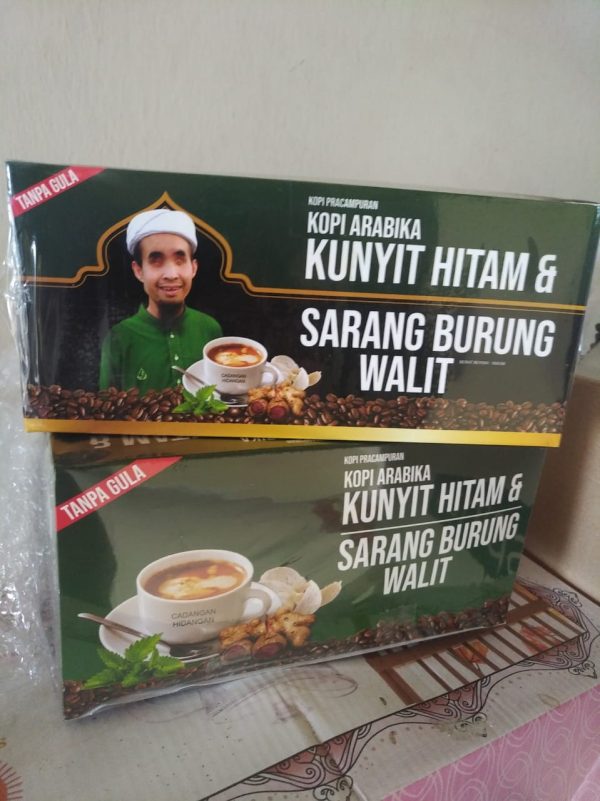 TANPA GULA
KOPI PRACAMPURAN
KOPI ARABIKA
KUNYIT HITAM &
SARANG BURUNG
WALIT
CADANGAN
HIDANGAN
TANPA GULA
KOPI PRACAMPURAN
KOPI ARABIKA
KUNYIT HITAM &
SARANG BURUNG
WALIT
CADANGAN
HIDANGAN